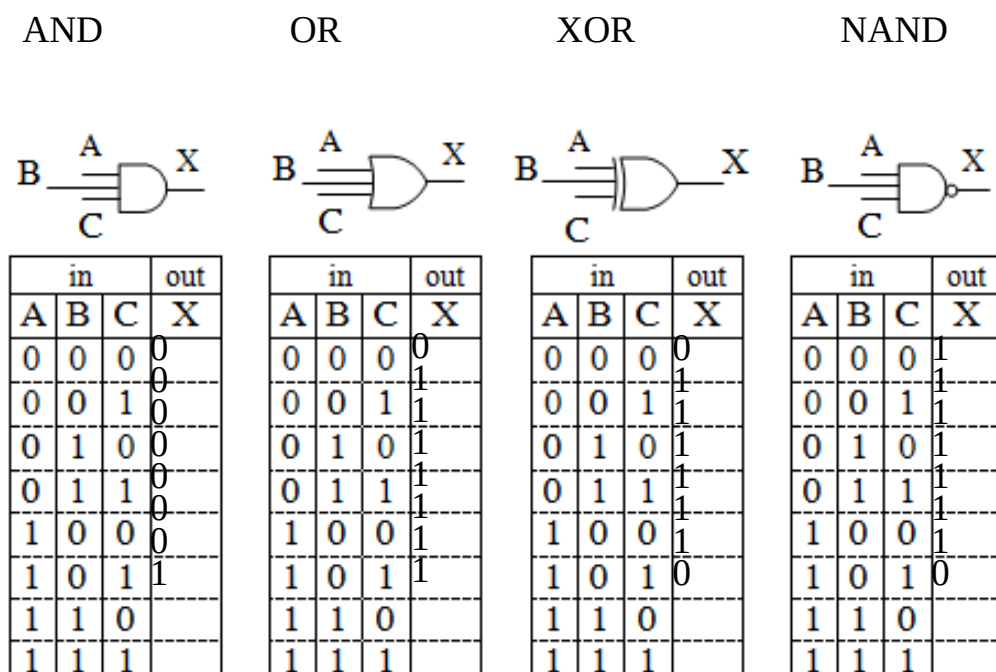 AND OR XOR NAND
A X A X A X A X
B B B B
C C C C
in out in out in out in out
A B C X A B C X A B C X A B C X
0 0 0 0 0 0 0 0 0 0 0 0 0 0 0 1
0 0 1 0 0 0 1 1 0 0 1 1 0 0 1 1
0 1 0 0 0 1 0 1 0 1 0 1 0 1 0 1
0 1 1 0 0 1 1 1 0 1 1 1 0 1 1 1
1 0 0 0 1 0 0 1 1 0 0 1 1 0 0 1
1 0 1 0 1 0 1 1 1 0 1 1 1 0 1 1
1 1 0 0 1 1 0 1 1 1 0 1 1 1 0 1
1 1 1 1 1 1 1 1 1 1 1 0 1 1 1 0